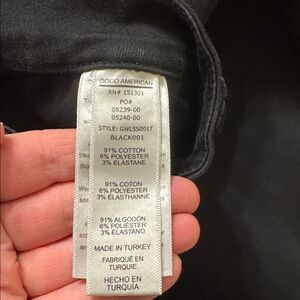 GOOD AMERICAN
RN# 151301
PO#
05239-00
05240-00
STYLE: GWLSS001T
BLACK001
91% COTTON
6% POLYESTER
3% ELASTANE
91% COTON
6% POLYESTER
3% ÉLASTHANNE
91% ALGODÓN
6% POLIÉSTER
3% ELASTANO
MADE IN TURKEY
FABRIQUÉ EN
TURQUIE
HECHO EN
TURQUÍA